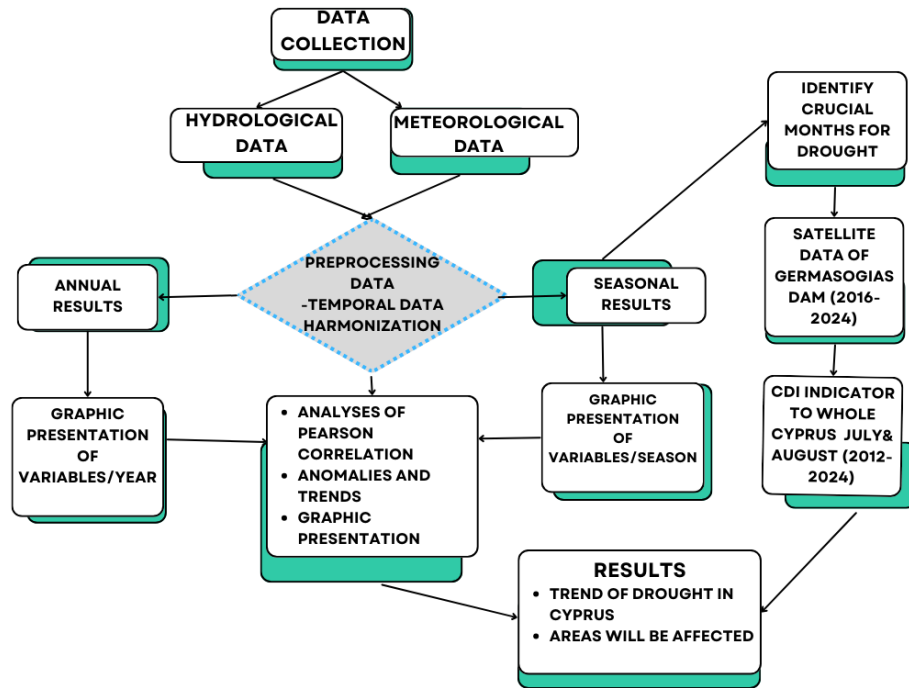 DATA
COLLECTION
HYDROLOGICAL
DATA
METEOROLOGICAL
DATA
IDENTIFY
CRUCIAL
MONTHS FOR
DROUGHT
PREPROCESSING
DATA
-TEMPORAL DATA
HARMONIZATION
ANNUAL
RESULTS
SEASONAL
RESULTS
SATELLITE
DATA OF
GERMASOGIAS
DAM (2016-
2024)
GRAPHIC
PRESENTATION
OF
VARIABLES/YEAR
• ANALYSES OF
PEARSON
CORRELATION
• ANOMALIES AND
TRENDS
• GRAPHIC
PRESENTATION
GRAPHIC
PRESENTATION
OF
VARIABLES/SEASON
CDI INDICATOR
TO WHOLE
CYPRUS JULY&
AUGUST (2012-
2024)
RESULTS
• TREND OF DROUGHT IN
CYPRUS
• AREAS WILL BE AFFECTED